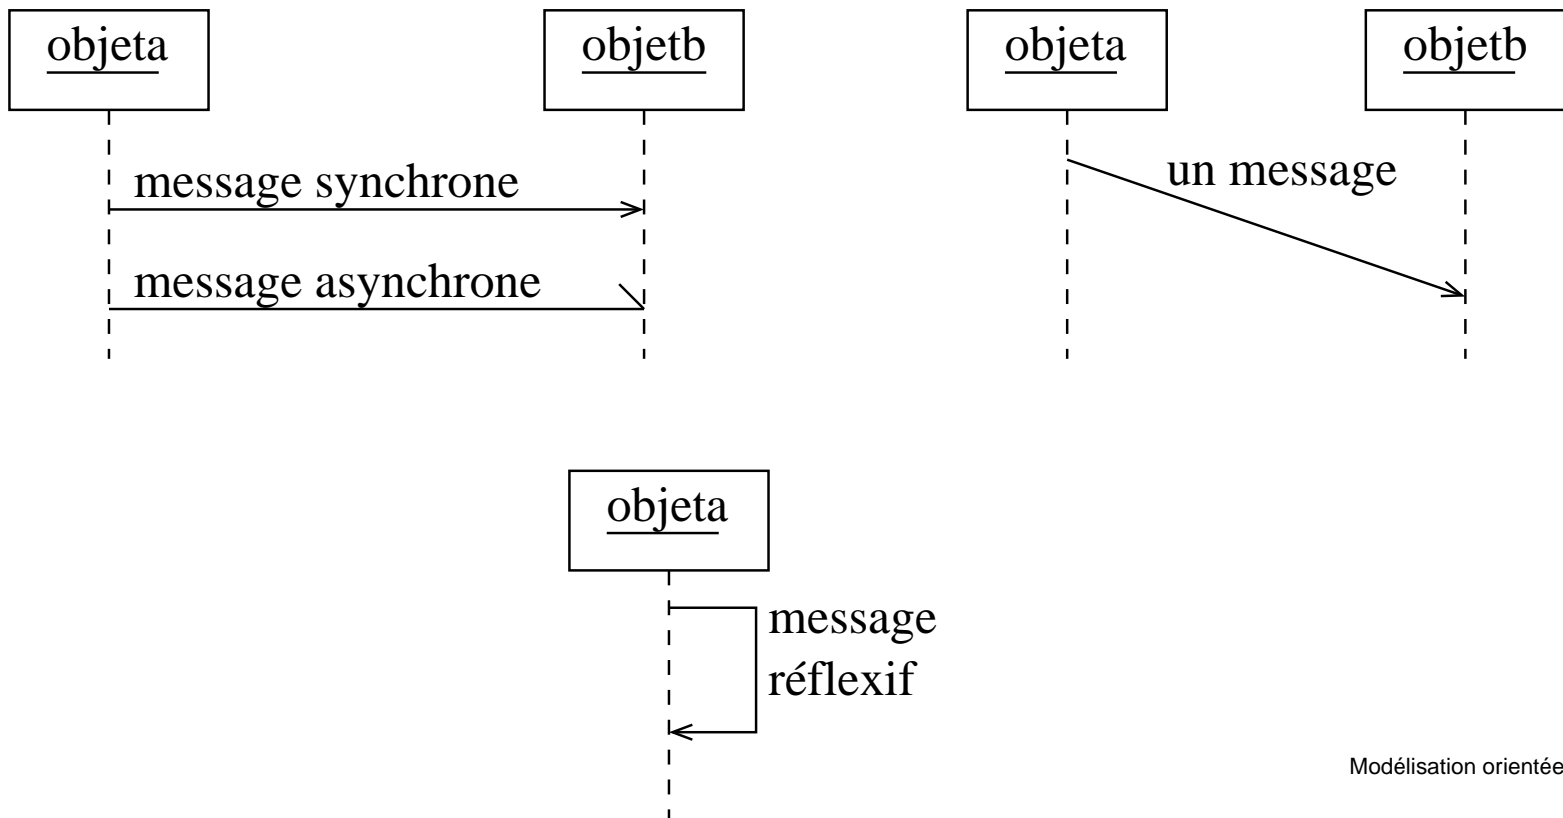 objeta
objetb
objeta
objetb
message synchrone
un message
message asynchrone
objeta
message
réflexif
Modélisation orientée